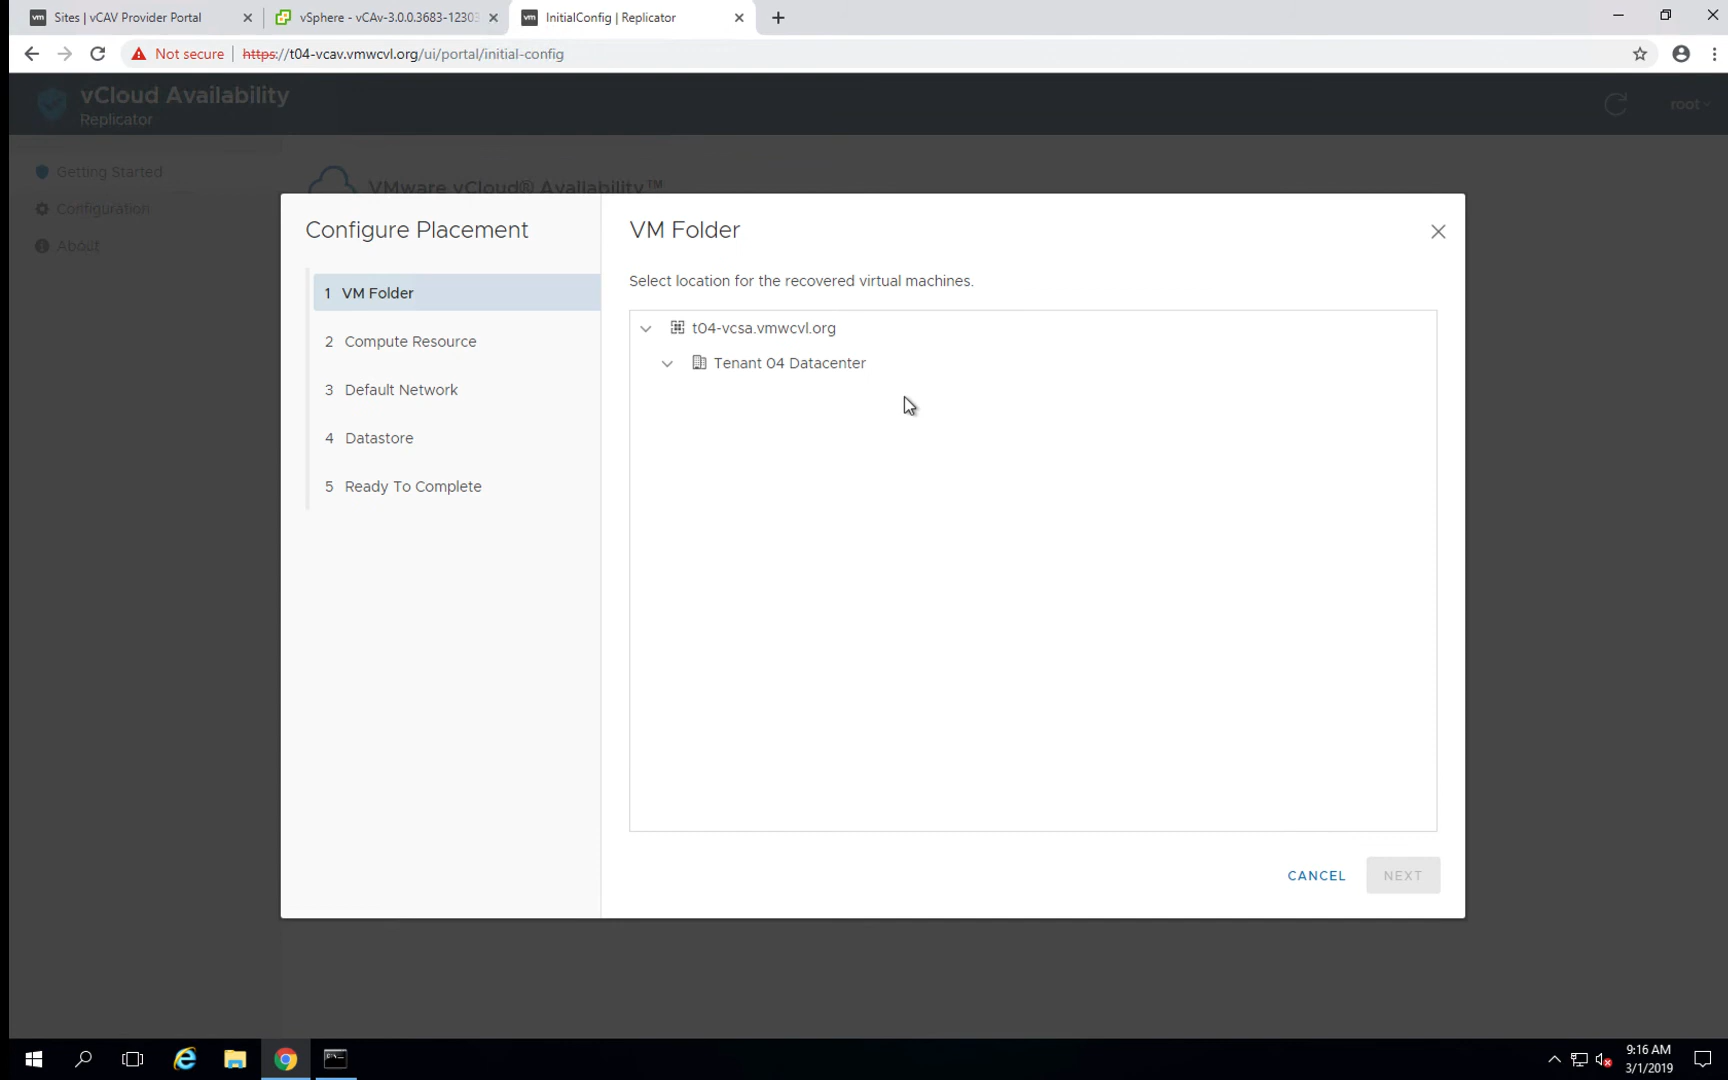 Sites | vCAV Provider Portal
vSphere - vCAv-3.0.0.3683-12303
InitialConfig | Replicator
Not secure
https://t04-vcav.vmwcvl.org/ui/portal/initial-config
vCloud Availability
Replicator
root
Getting Started
Configuration
About
VMware vCloud® Availability™
Configure Placement
1 VM Folder
2 Compute Resource
3 Default Network
4 Datastore
5 Ready To Complete
VM Folder
Select location for the recovered virtual machines.
t04-vcsa.vmwcvl.org
Tenant 04 Datacenter
CANCEL
NEXT
9:16 AM
3/1/2019